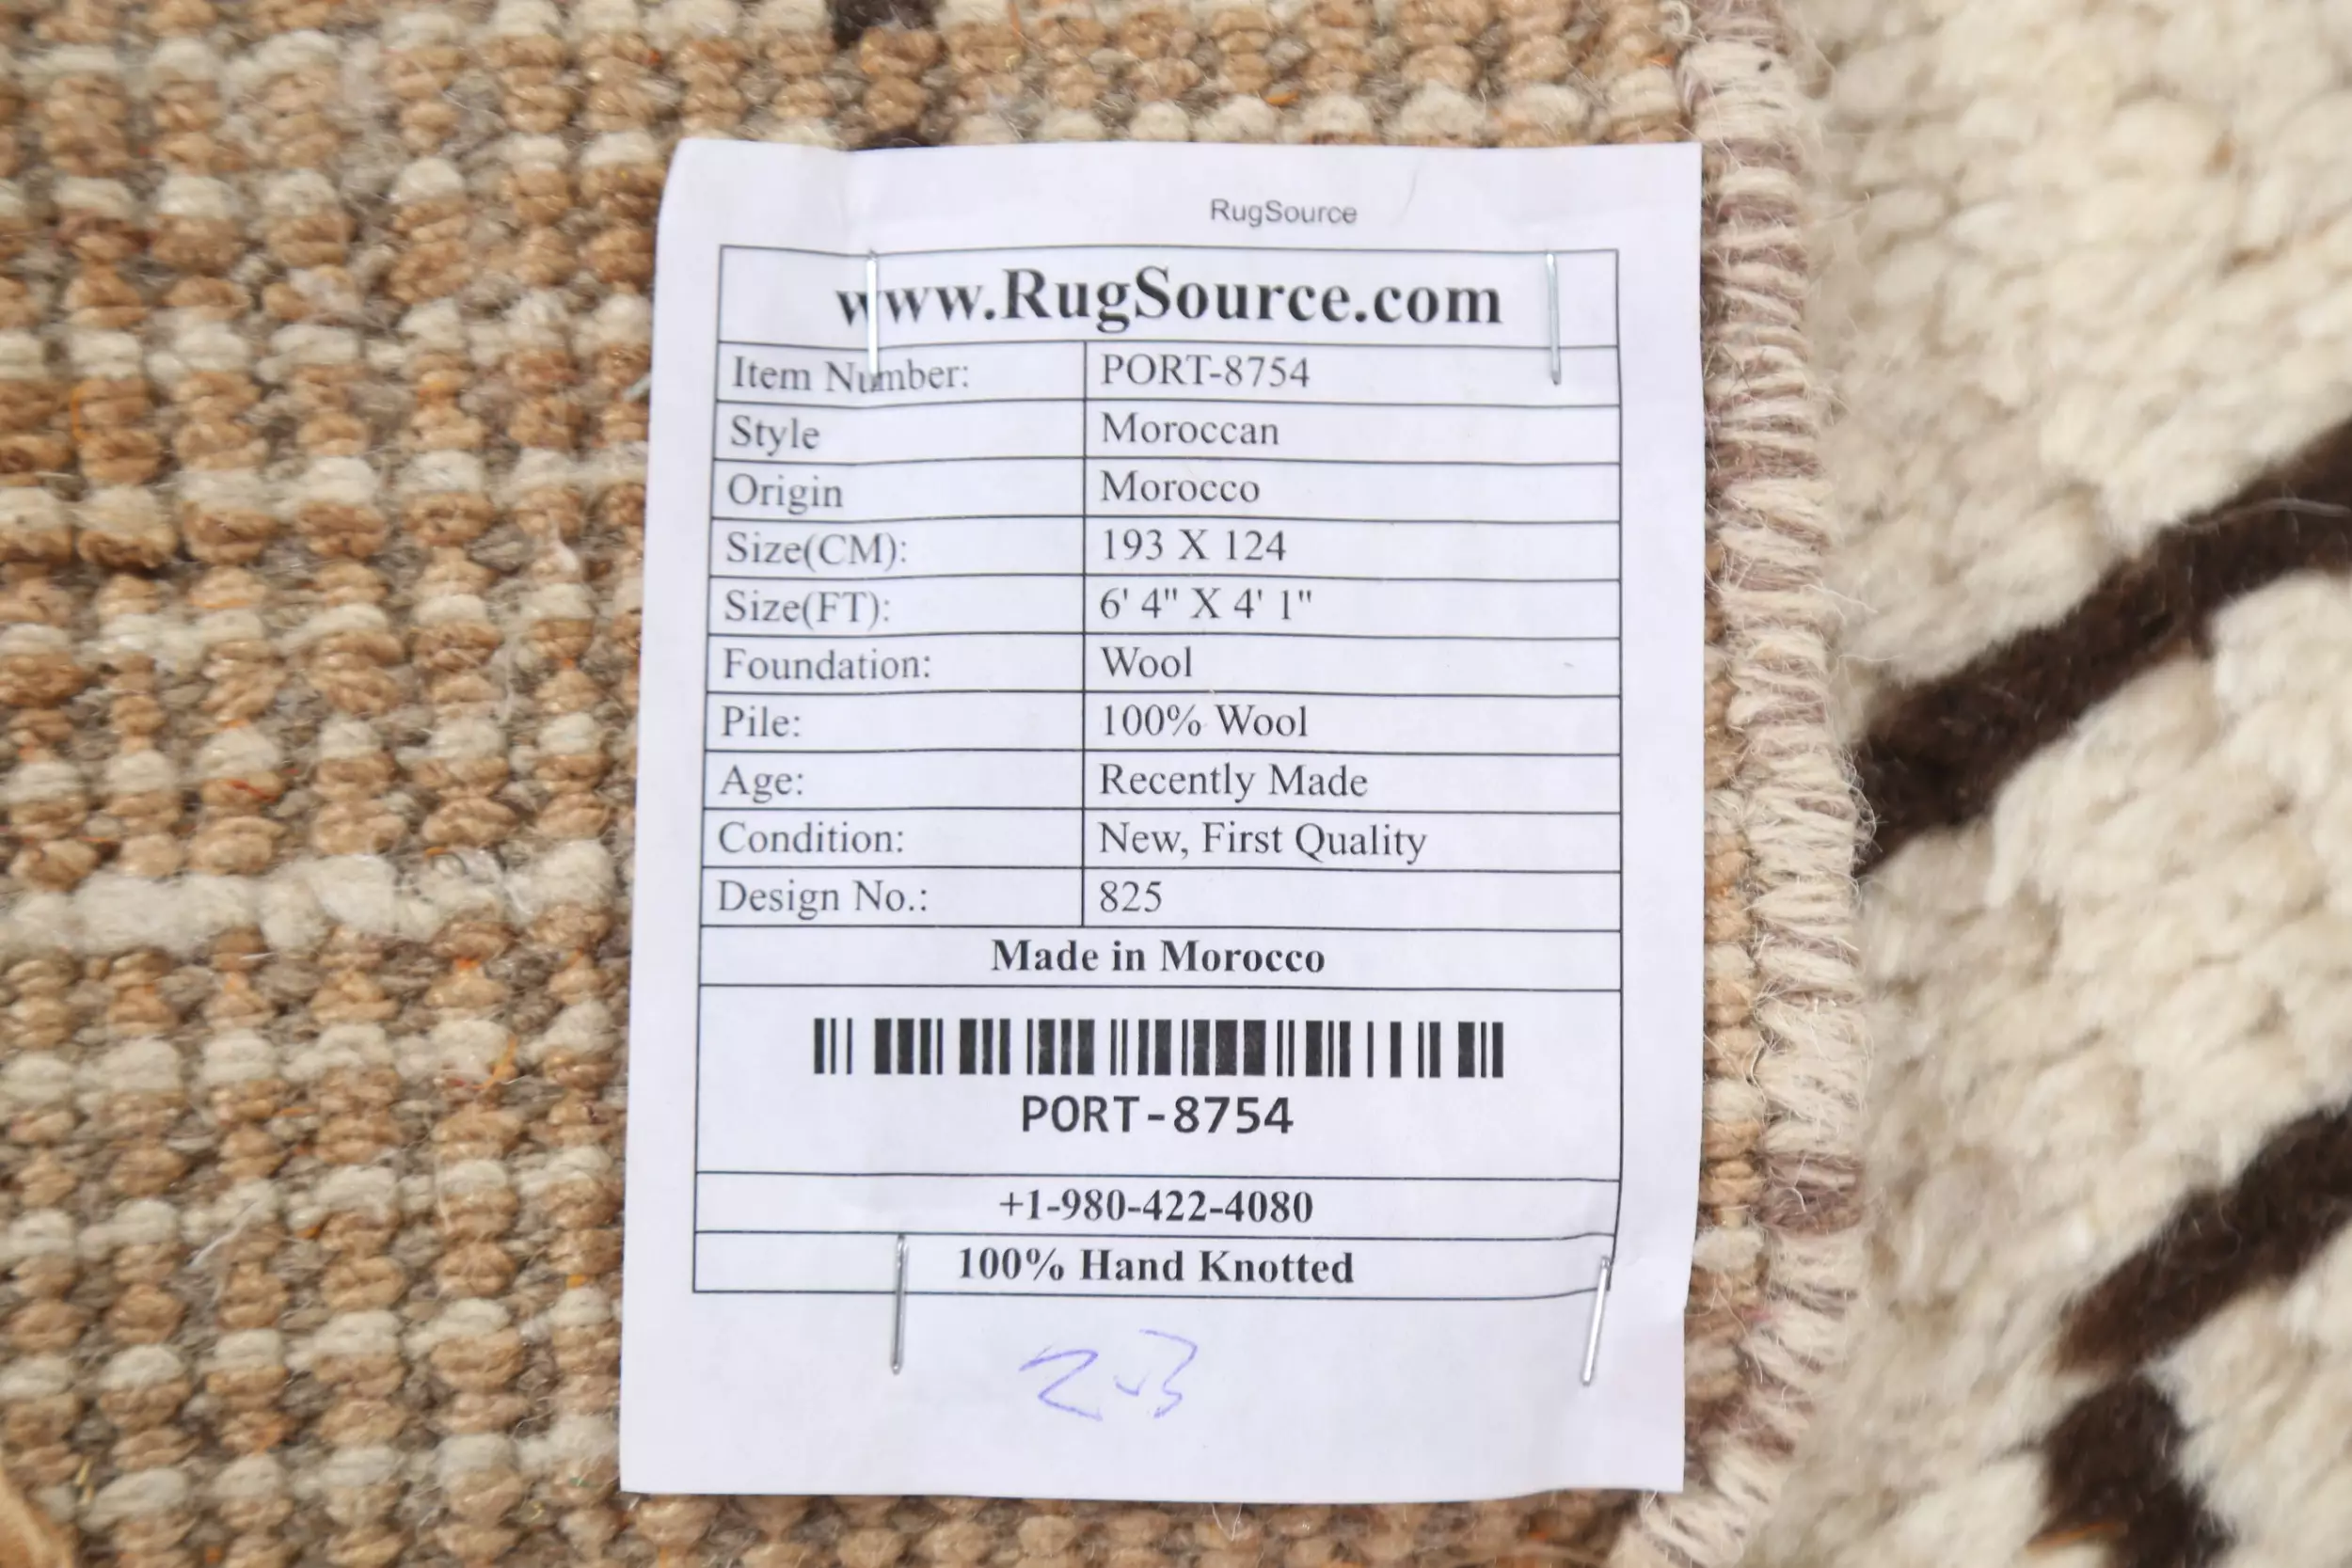 RugSource
www.RugSource.com
Item Number: PORT-8754
Style Moroccan
Origin Morocco
Size(CM): 193 X 124
Size(FT): 6' 4" X 4' 1"
Foundation: Wool
Pile: 100% Wool
Age: Recently Made
Condition: New, First Quality
Design No.: 825
Made in Morocco
PORT-8754
+1-980-422-4080
100% Hand Knotted